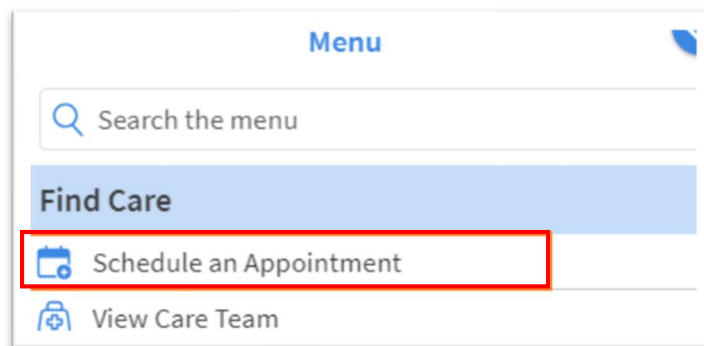 Menu
Search the menu
Find Care
Schedule an Appointment
View Care Team